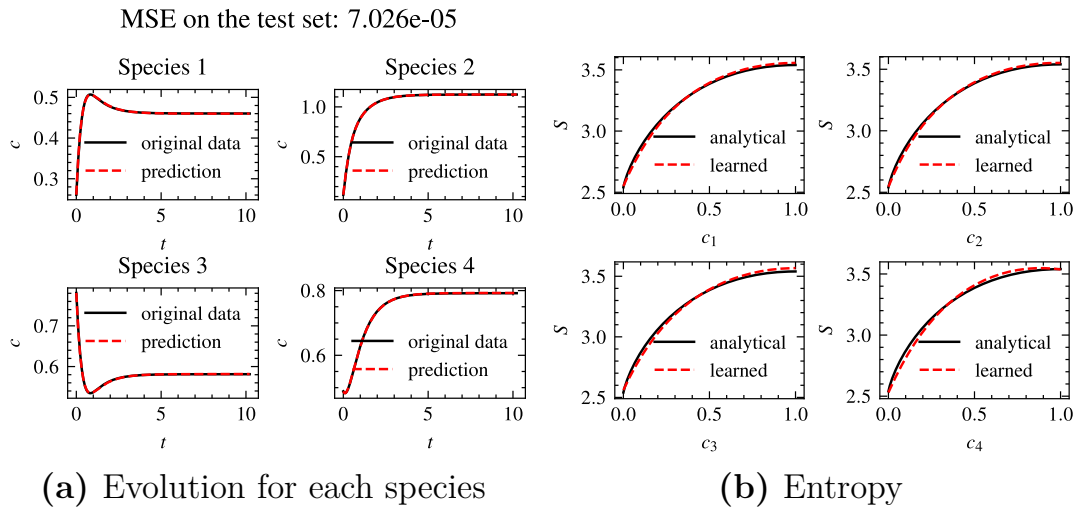 MSE on the test set: 7.026e-05
Species 1
0.5
0.4
0.3
c
original data
prediction
0
5
10
t
Species 2
1.0
0.5
c
original data
prediction
0
5
10
t
Species 3
0.7
0.6
c
original data
prediction
0
5
10
t
Species 4
0.8
0.6
c
original data
prediction
0
5
10
t
(a) Evolution for each species
3.5
3.0
2.5
S
analytical
learned
0.0
0.5
1.0
c₁
3.5
3.0
2.5
S
analytical
learned
0.0
0.5
1.0
c₂
3.5
3.0
2.5
S
analytical
learned
0.0
0.5
1.0
c₃
3.5
3.0
2.5
S
analytical
learned
0.0
0.5
1.0
c₄
(b) Entropy